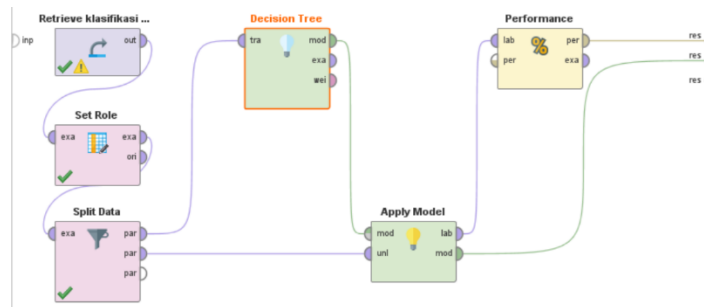 Retrieve klasifikasi ...
Decision Tree
Performance
inp
out
tra
mod
exa
wei
lab
per
per
exa
res
res
res
Set Role
exa
exa
ori
Split Data
exa
par
par
par
Apply Model
mod
lab
unl
mod